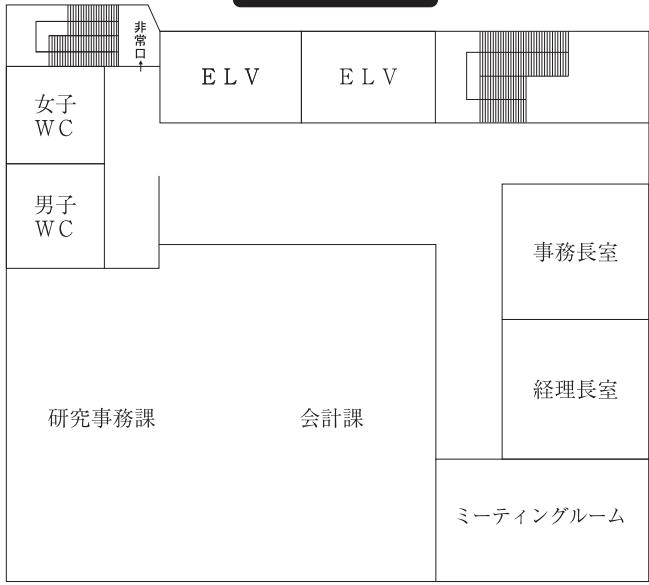 非常口↑
ELV
ELV
女子
WC
男子
WC
事務長室
経理長室
研究事務課
会計課
ミーティングルーム